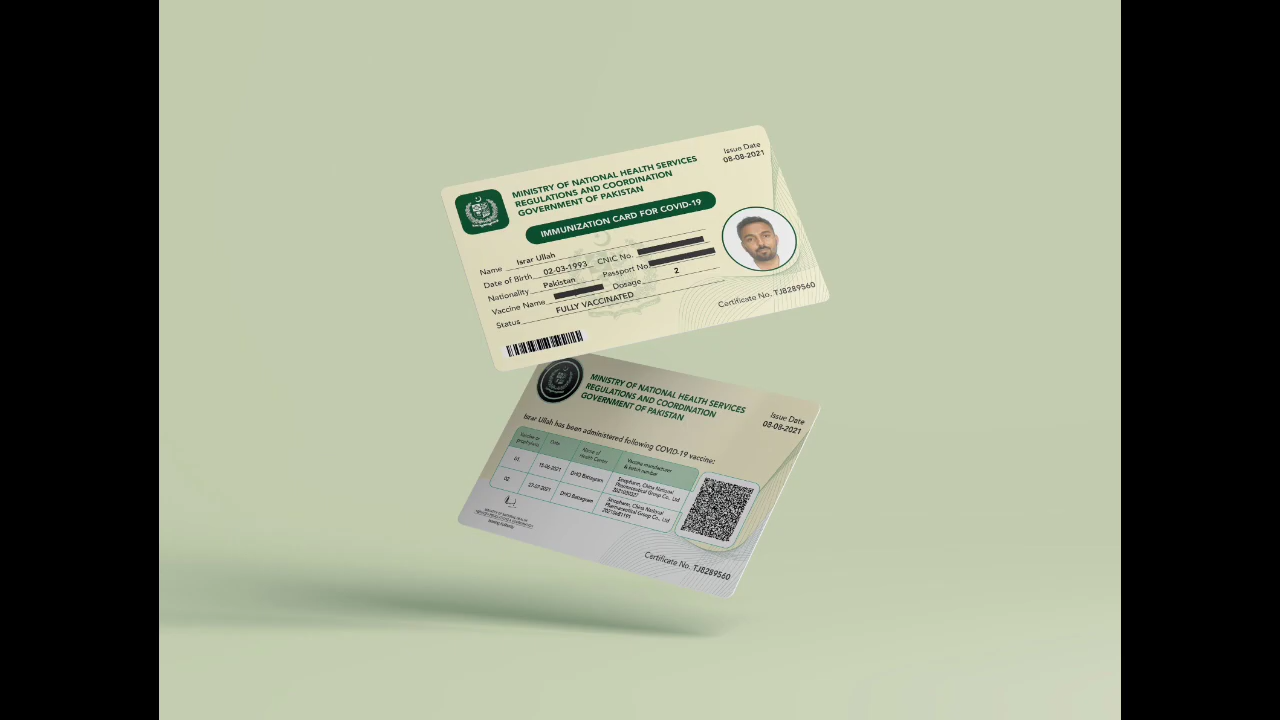 Issue Date
08-08-2021
MINISTRY OF NATIONAL HEALTH SERVICES
REGULATIONS AND COORDINATION
GOVERNMENT OF PAKISTAN
IMMUNIZATION CARD FOR COVID-19
Name Israr Ullah
Date of Birth 02-03-1993 CNIC No.
Nationality Pakistan Passport No.
Vaccine Name Dosage 2
Status FULLY VACCINATED
Certificate No. TJ8289560
MINISTRY OF NATIONAL HEALTH SERVICES
REGULATIONS AND COORDINATION
GOVERNMENT OF PAKISTAN
Issue Date
08-08-2021
Israr Ullah has been administered following COVID-19 vaccine:
Date
Name of
Health Center
Vaccine manufacturer
& batch number
01
DHQ Battagram
Sinopharm, China National
Pharmaceutical Group Co., Ltd
02
27-07-2021
DHQ Battagram
Sinopharm, China National
Pharmaceutical Group Co., Ltd
Certificate No. TJ8289560